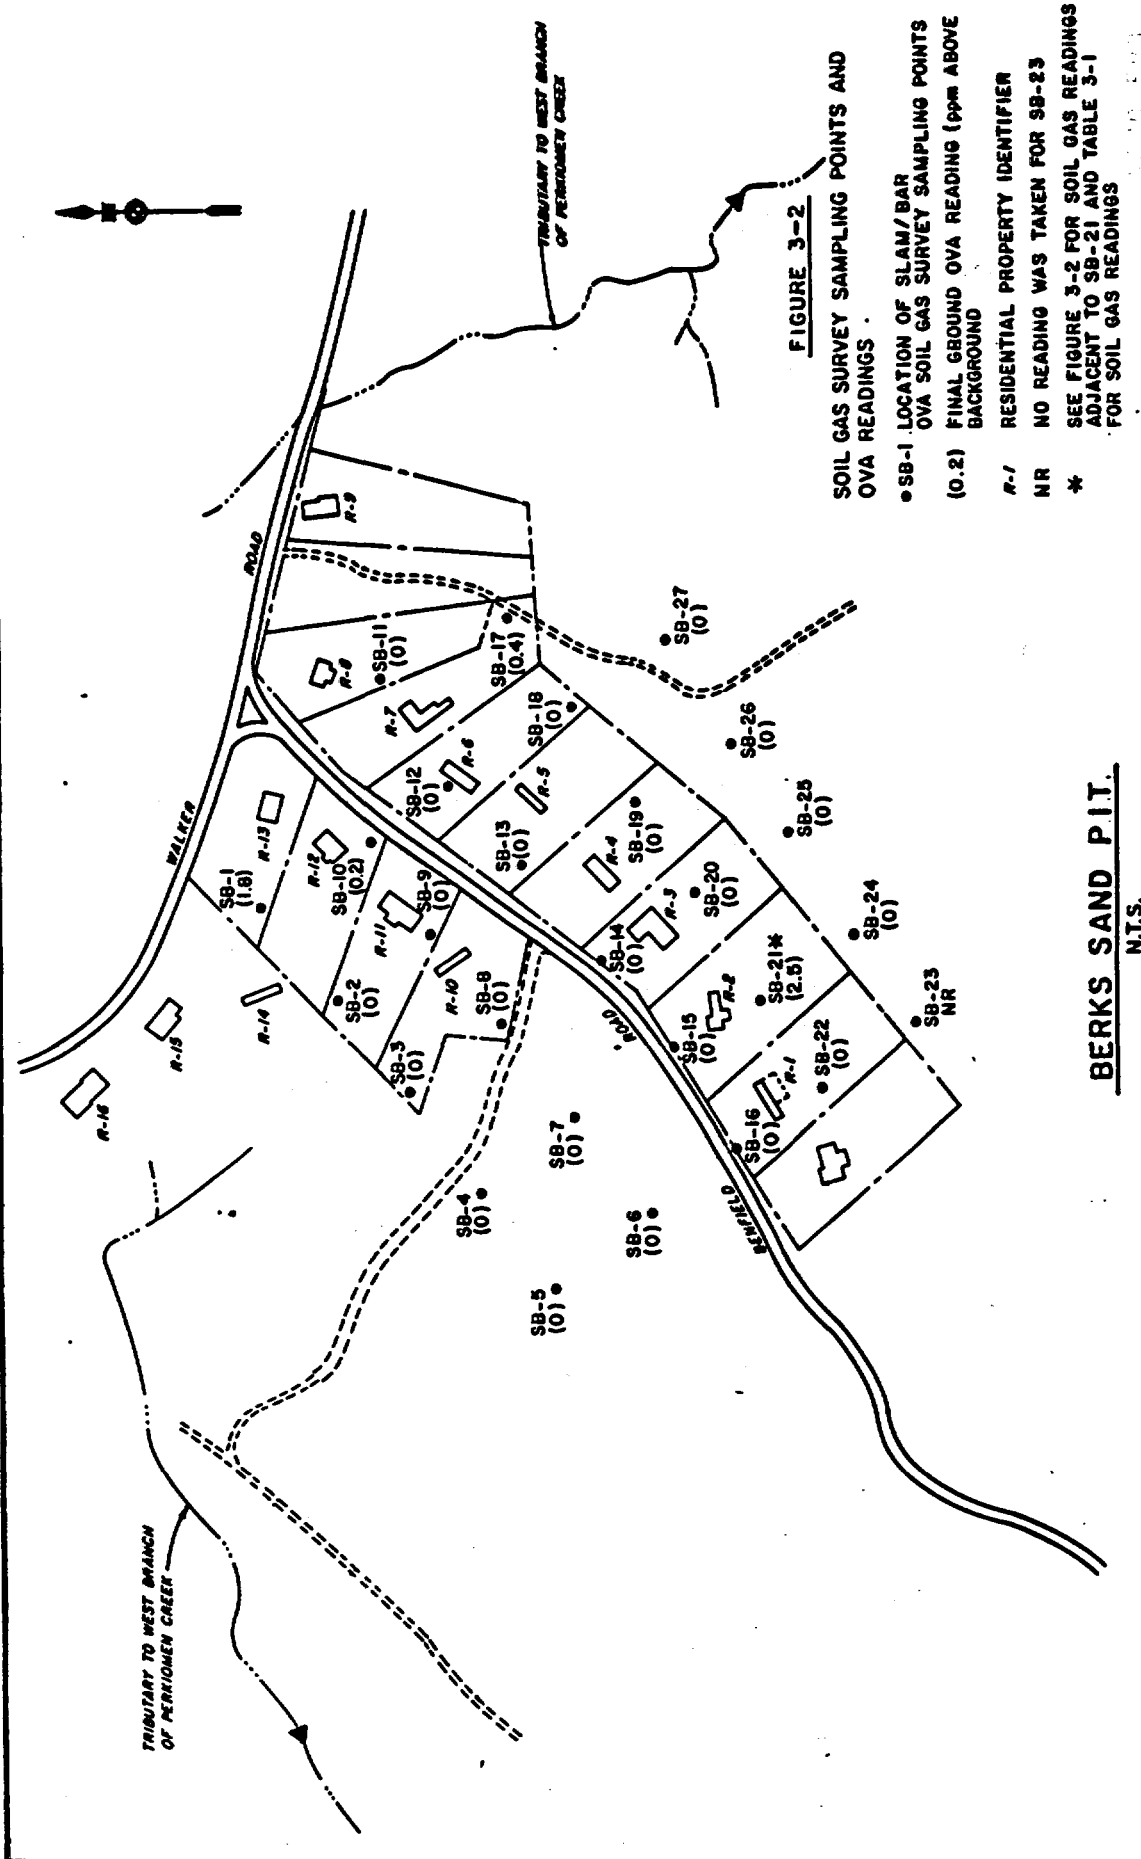 TRIBUTARY TO WEST BRANCH
OF PERKIOMEN CREEK
R-16
R-15
R-14
WALKER
ROAD
N
TRIBUTARY TO WEST BRANCH
OF PERKIOMEN CREEK
SB-1
(1.8)
R-13
R-12
SB-10
(0.2)
SB-2
(0)
R-11
SB-9
(0)
SB-3
(0)
R-10
SB-8
(0)
R-8
SB-11
(0)
R-9
R-7
SB-17
(0.4)
SB-12
(0)
R-6
SB-18
(0)
SB-13
(0)
R-5
R-4
SB-19
(0)
SB-14
(0)
R-3
SB-20
(0)
SB-15
(0)
R-2
SB-21*
(2.5)
SB-16
(0)
R-1
SB-22
(0)
SB-4
(0)
SB-7
(0)
SB-5
(0)
SB-6
(0)
BENFIELD
ROAD
SB-23
NR
SB-24
(0)
SB-25
(0)
SB-26
(0)
SB-27
(0)
FIGURE 3-2
SOIL GAS SURVEY SAMPLING POINTS AND
OVA READINGS
SB-1 LOCATION OF SLAM/BAR
OVA SOIL GAS SURVEY SAMPLING POINTS
(0.2) FINAL GROUND OVA READING (ppm ABOVE
BACKGROUND
R-1 RESIDENTIAL PROPERTY IDENTIFIER
NR NO READING WAS TAKEN FOR SB-23
* SEE FIGURE 3-2 FOR SOIL GAS READINGS
ADJACENT TO SB-21 AND TABLE 3-1
FOR SOIL GAS READINGS
BERKS SAND PIT.
N.T.S.